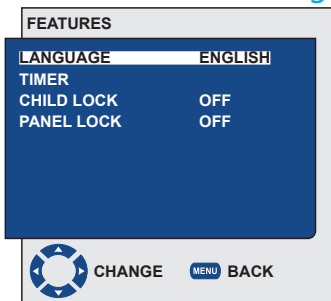 FEATURES
LANGUAGE ENGLISH
TIMER
CHILD LOCK OFF
PANEL LOCK OFF
CHANGE MENU BACK